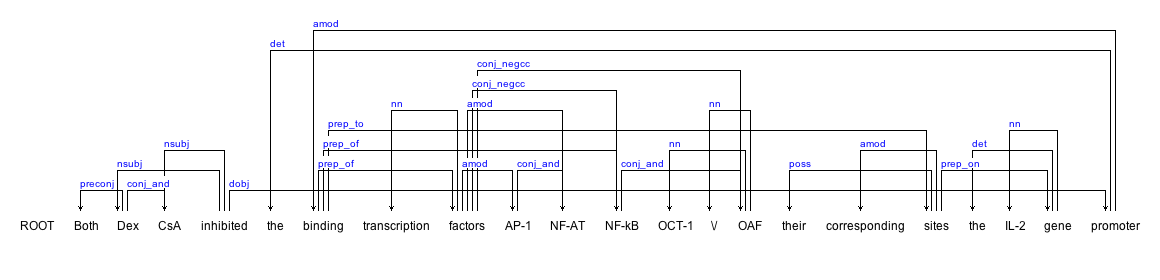 amod
det
conj_negcc
conj_negcc
nn amod nn
prep_to nn
nsubj prep_of nn amod det
nsubj prep_of amod conj_and conj_and poss prep_on
preconj conj_and dobj
ROOT Both Dex CsA inhibited the binding transcription factors AP-1 NF-AT NF-kB OCT-1 \/ OAF their corresponding sites the IL-2 gene promoter